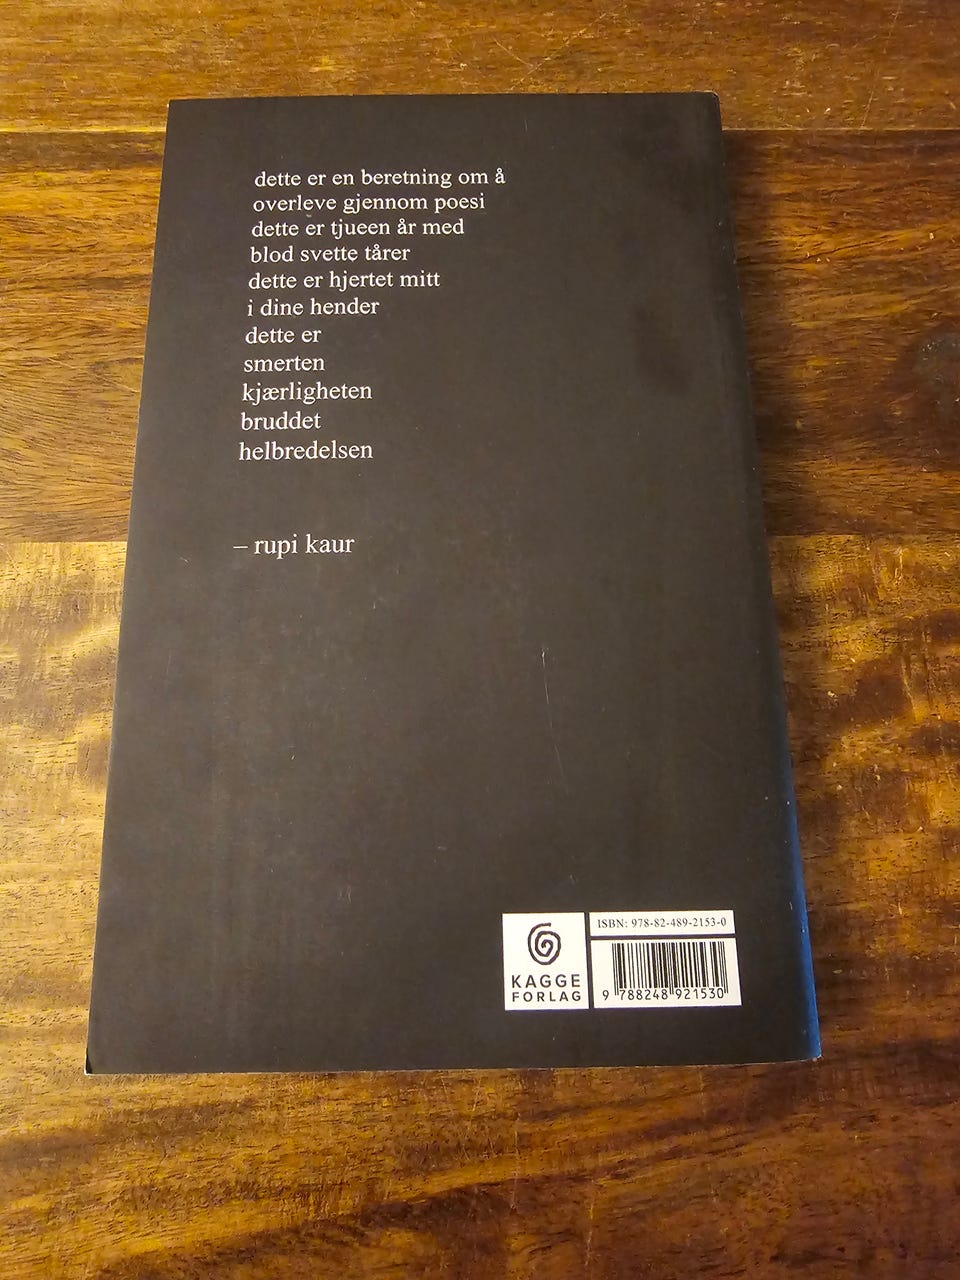 dette er en beretning om å
overleve gjennom poesi
dette er tjueen år med
blod svette tårer
dette er hjertet mitt
i dine hender
dette er
smerten
kjærligheten
bruddet
helbredelsen
– rupi kaur
KAGGE
FORLAG
ISBN: 978-82-489-2153-0
9 788248 921530